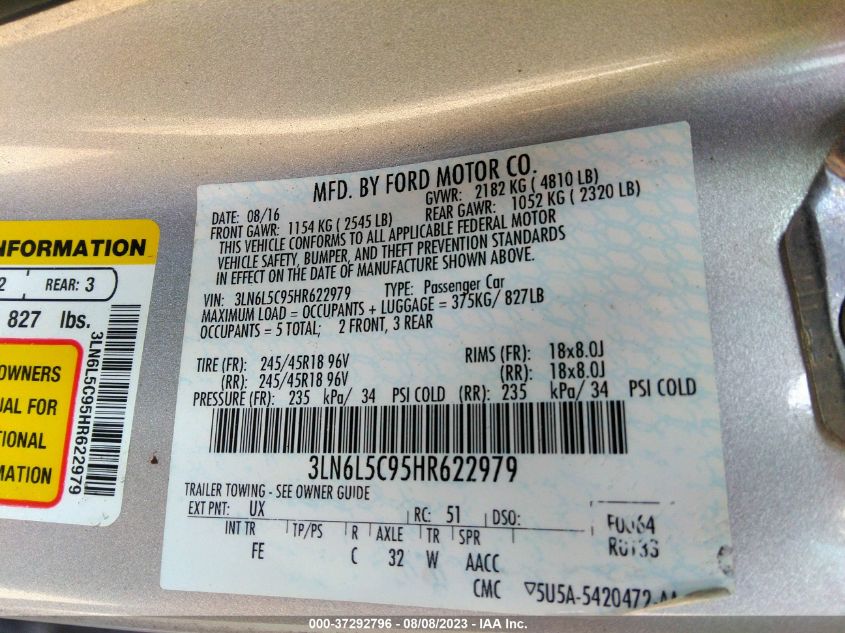 NFORMATION
2 REAR: 3
827 lbs.
OWNERS
UAL FOR
TIONAL
MATION
3LN6L5C95HR622979
MFD. BY FORD MOTOR CO.
DATE: 08/16 GVWR: 2182 KG ( 4810 LB)
FRONT GAWR: 1154 KG ( 2545 LB) REAR GAWR: 1052 KG ( 2320 LB)
THIS VEHICLE CONFORMS TO ALL APPLICABLE FEDERAL MOTOR
VEHICLE SAFETY, BUMPER, AND THEFT PREVENTION STANDARDS
IN EFFECT ON THE DATE OF MANUFACTURE SHOWN ABOVE.
VIN: 3LN6L5C95HR622979 TYPE: Passenger Car
MAXIMUM LOAD = OCCUPANTS + LUGGAGE = 375KG/ 827LB
OCCUPANTS = 5 TOTAL; 2 FRONT, 3 REAR
TIRE (FR): 245/45R18 96V RIMS (FR): 18x8.0J
(RR): 245/45R18 96V (RR): 18x8.0J
PRESSURE (FR): 235 kPa/ 34 PSI COLD (RR): 235 kPa/ 34 PSI COLD
3LN6L5C95HR622979
TRAILER TOWING - SEE OWNER GUIDE
EXT PNT: UX RC: 51 DSO:
INT TR TP/PS R AXLE TR SPR
FE C 32 W AACC
CMC ▽5U5A-5420472-AA
000-37292796 - 08/08/2023 - IAA Inc.